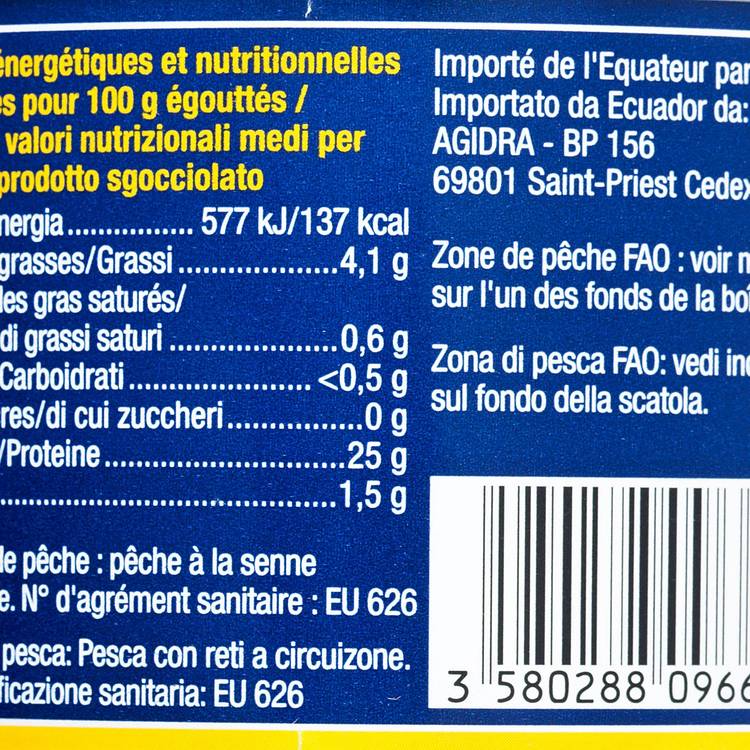 énergétiques et nutritionnelles
es pour 100 g égouttés /
valori nutrizionali medi per
prodotto sgocciolato
nergia ................ 577 kJ/137 kcal
grasses/Grassi ....................4,1 g
des gras saturés/
di grassi saturi .....................0,6 g
Carboidrati....................... <0,5 g
res/di cui zuccheri.................0 g
/Proteine..............................25 g
..........................................1,5 g
de pêche : pêche à la senne
e. N° d'agrément sanitaire : EU 626
pesca: Pesca con reti a circuizone.
ficazione sanitaria: EU 626
Importé de l'Equateur par
Importato da Ecuador da:
AGIDRA - BP 156
69801 Saint-Priest Cedex
Zone de pêche FAO : voir
sur l'un des fonds de la
Zona di pesca FAO: vedi
sul fondo della scatola.
3 580288 0966